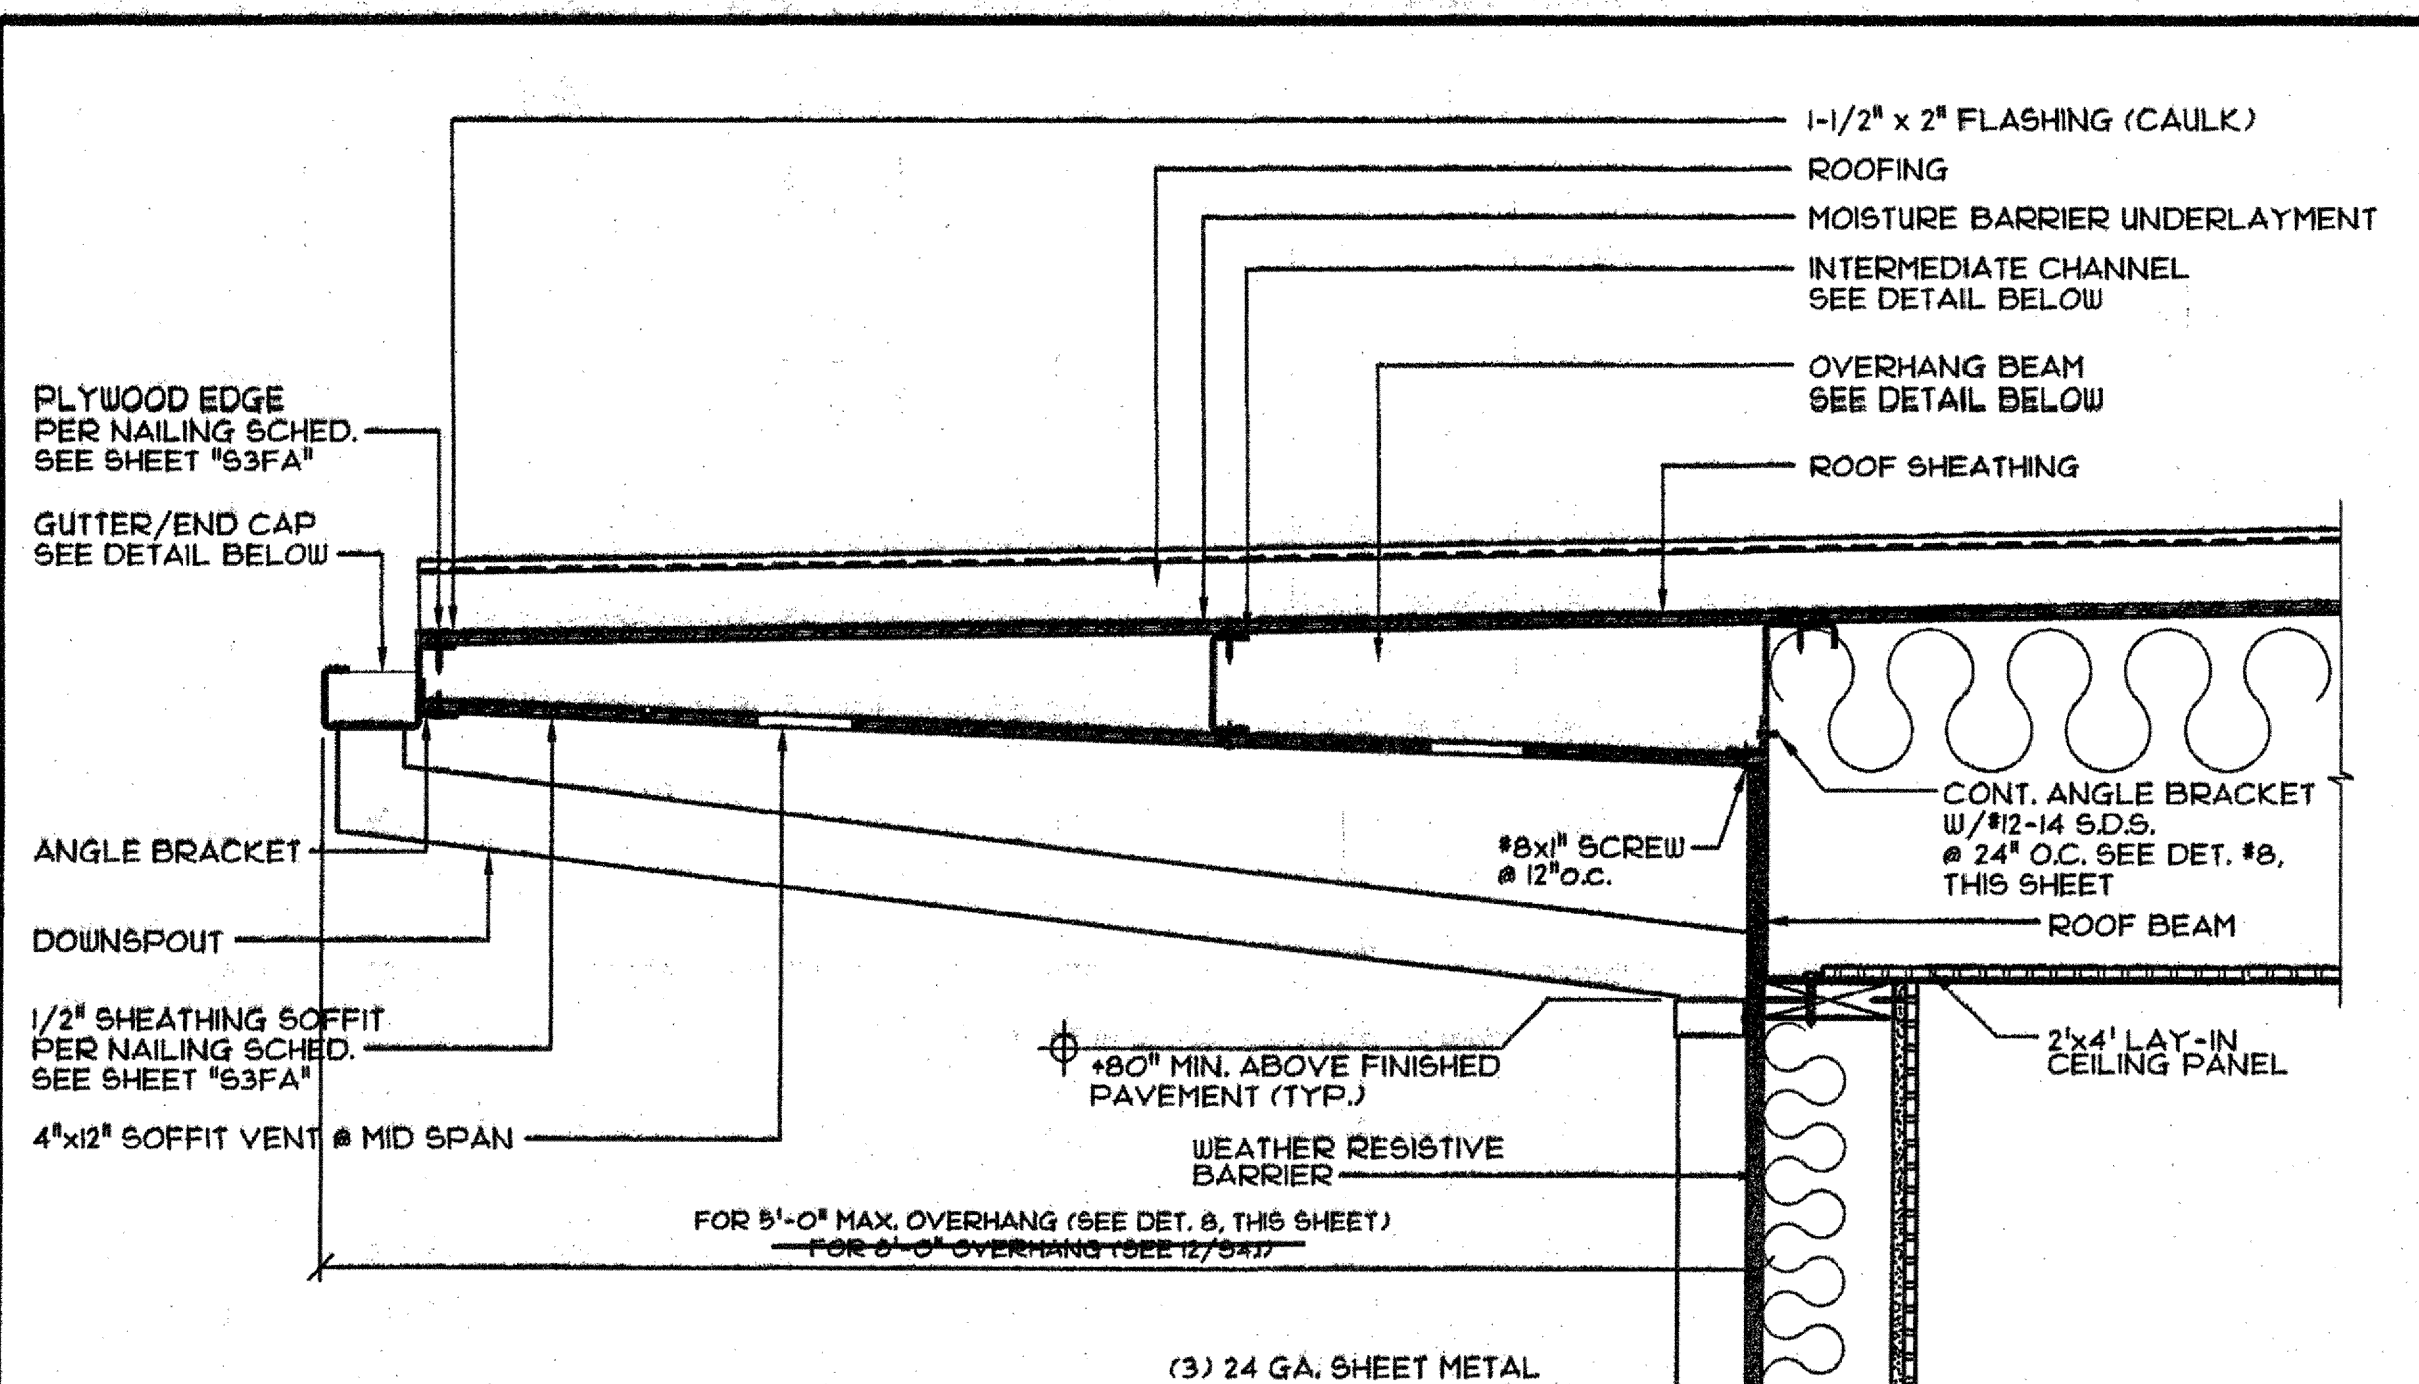 1-1/2" x 2" FLASHING (CAULK)
ROOFING
MOISTURE BARRIER UNDERLAYMENT
INTERMEDIATE CHANNEL
SEE DETAIL BELOW
OVERHANG BEAM
SEE DETAIL BELOW
ROOF SHEATHING
PLYWOOD EDGE
PER NAILING SCHED.
SEE SHEET "S3FA"
GUTTER/END CAP
SEE DETAIL BELOW
ANGLE BRACKET
DOWNSPOUT
1/2" SHEATHING SOFFIT
PER NAILING SCHED.
SEE SHEET "S3FA"
4"x12" SOFFIT VENT @ MID SPAN
#8x1" SCREW
@ 12"O.C.
CONT. ANGLE BRACKET
W/#12-14 S.D.S.
@ 24" O.C. SEE DET. #8,
THIS SHEET
ROOF BEAM
2'x4' LAY-IN
CEILING PANEL
+80" MIN. ABOVE FINISHED
PAVEMENT (TYP.)
WEATHER RESISTIVE
BARRIER
FOR 5'-0" MAX. OVERHANG (SEE DET. 8, THIS SHEET)
OVERHANG (SEE
(3) 24 GA. SHEET METAL